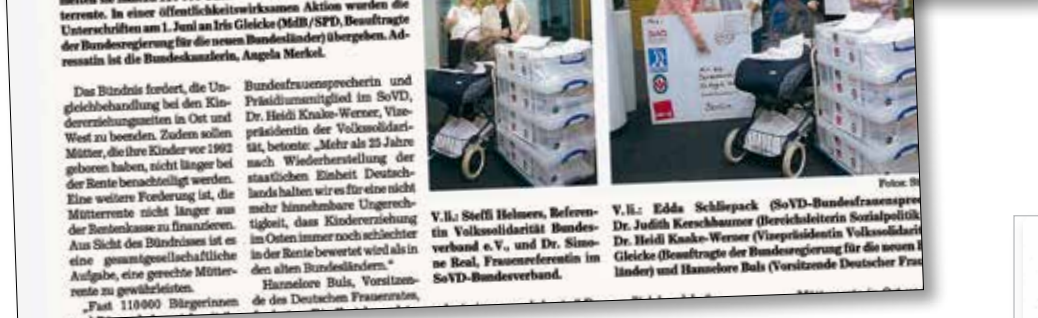 terrente. In einer öffentlichkeitswirksamen Aktion wurden die
Unterschriften am 1. Juni an Iris Gleicke (MdB/SPD, Beauftragte
der Bundesregierung für die neuen Bundesländer) übergeben. Ad-
ressatin ist die Bundeskanzlerin, Angela Merkel.
Das Bündnis fordert, die Un-
gleichbehandlung bei den Kin-
dererziehungszeiten in Ost und
West zu beenden. Zudem sollen
Mütter, die ihre Kinder vor 1992
geboren haben, nicht länger bei
der Rente benachteiligt werden.
Eine weitere Forderung ist, die
Mütterrente nicht länger aus
der Rentenkasse zu finanzieren.
Aus Sicht des Bündnisses ist es
eine gesamtgesellschaftliche
Aufgabe, eine gerechte Mütter-
rente zu gewährleisten.
„Fast 110 000 Bürgerinnen
Bundesfrauensprecherin und
Präsidiumsmitglied im SoVD,
Dr. Heidi Knake-Werner, Vize-
präsidentin der Volkssolidari-
tät, betonte: „Mehr als 25 Jahre
nach Wiederherstellung der
staatlichen Einheit Deutsch-
lands halten wir es für eine nicht
mehr hinnehmbare Ungerech-
tigkeit, dass Kindererziehung
im Osten immer noch schlechter
in der Rente bewertet wird als in
den alten Bundesländern.“
Hannelore Buls, Vorsitzen-
de des Deutschen Frauenrates,
Berlin
V. li.: Steffi Helmers, Referen-
tin Volkssolidarität Bundes-
verband e. V., und Dr. Simo-
ne Real, Frauenreferentin im
SoVD-Bundesverband.
Fotos:
V. li.: Edda Schliepack (SoVD-Bundesfrauenspre
Dr. Judith Kerschbaumer (Bereichsleiterin Sozialpolitik
Dr. Heidi Knake-Werner (Vizepräsidentin Volkssolidari
Gleicke (Beauftragte der Bundesregierung für die neuen
länder) und Hannelore Buls (Vorsitzende Deutscher Frau